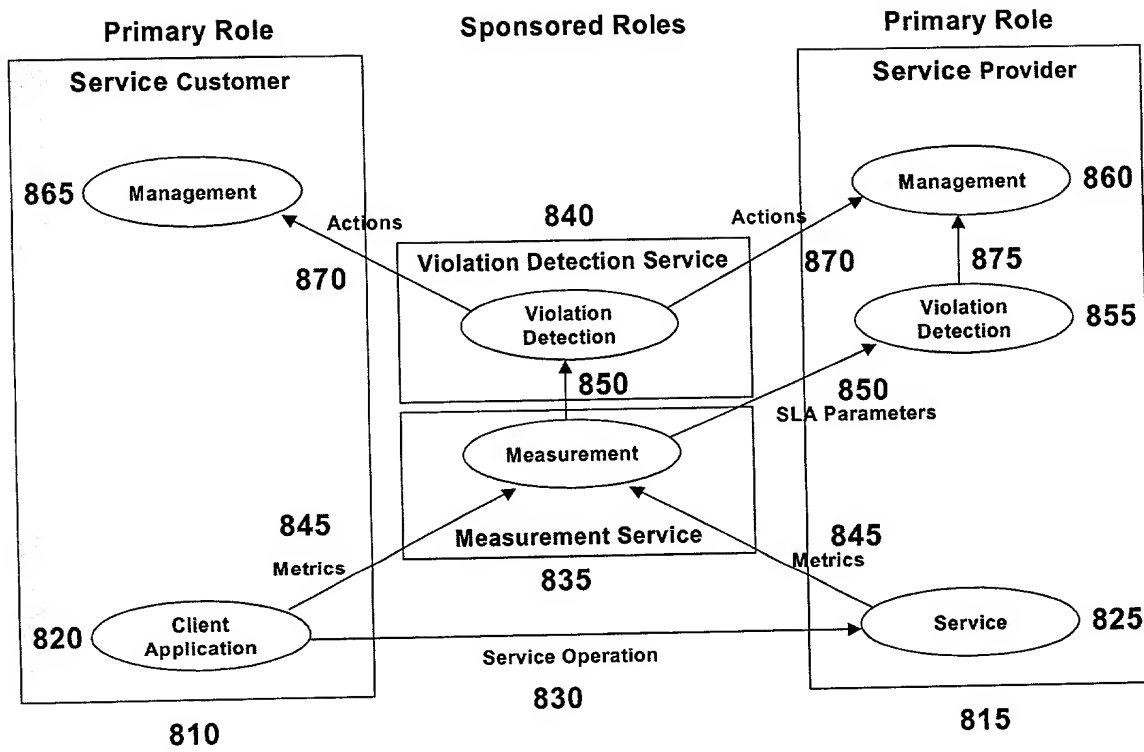 Primary Role
Sponsored Roles
Primary Role
Service Customer
Service Provider
865
Management
Management
860
840
Actions
Actions
Violation Detection Service
870
870
875
Violation
Detection
Violation
Detection
855
850
850
SLA Parameters
Measurement
845
Measurement Service
845
Metrics
835
Metrics
820
Client
Application
Service
825
Service Operation
830
810
815